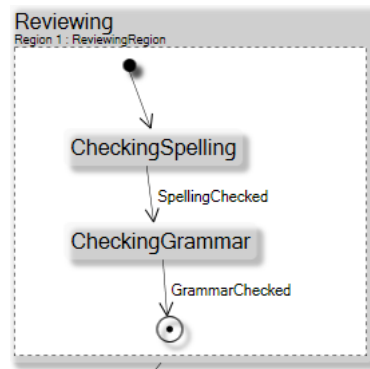 Reviewing
Region 1 : ReviewingRegion
CheckingSpelling
SpellingChecked
CheckingGrammar
GrammarChecked